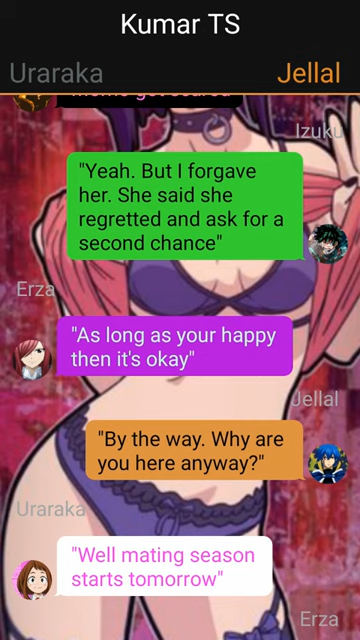 Kumar TS
Uraraka
Jellal
Izuku
"Yeah. But I forgave
her. She said she
regretted and ask for a
second chance"
Erza
"As long as your happy
then it's okay"
Jellal
"By the way. Why are
you here anyway?"
Uraraka
"Well mating season
starts tomorrow"
Erza